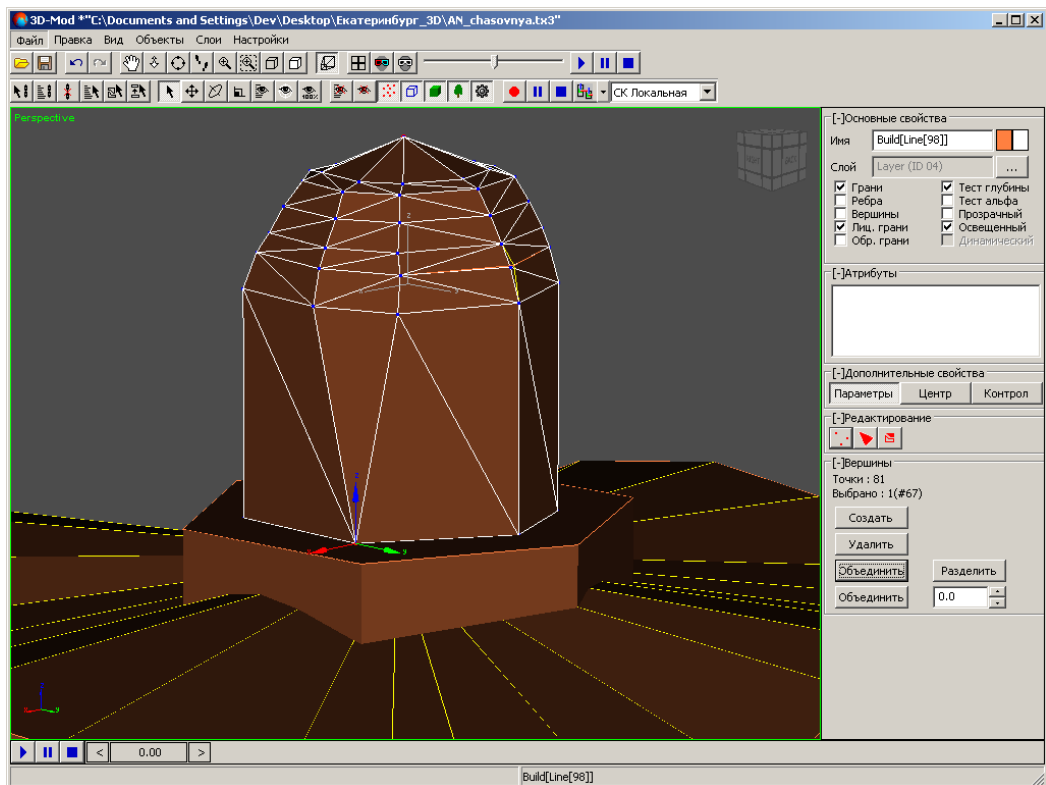 3D-Mod *"C:\Documents and Settings\Dev\Desktop\Екатеринбург_3D\AN_chasovnya.tx3"
Файл Правка Вид Объекты Слои Настройки
100%
СК Локальная
Perspective
[-]Основные свойства
Имя Build[Line[98]]
Слой Layer (ID 04) ...
Грани Тест глубины
Ребра Тест альфа
Вершины Прозрачный
Лиц. грани Освещенный
Обр. грани Динамический
[-]Атрибуты
[-]Дополнительные свойства
Параметры Центр Контрол
[-]Редактирование
[-]Вершины
Точки : 81
Выбрано : 1(#67)
Создать
Удалить
Объединить Разделить
Объединить 0.0
z
y
z
y
< 0.00 >
Build[Line[98]]